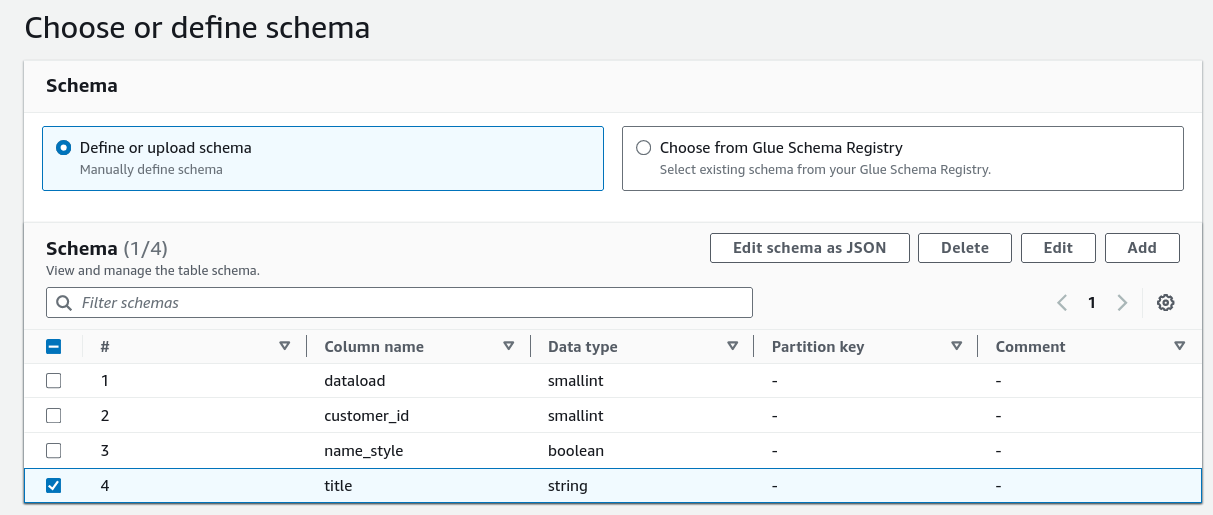 Choose or define schema
Schema
Define or upload schema
Manually define schema
Choose from Glue Schema Registry
Select existing schema from your Glue Schema Registry.
Schema (1/4)
View and manage the table schema.
Edit schema as JSON
Delete
Edit
Add
Filter schemas
1
# Column name Data type Partition key Comment
1 dataload smallint - -
2 customer_id smallint - -
3 name_style boolean - -
4 title string - -